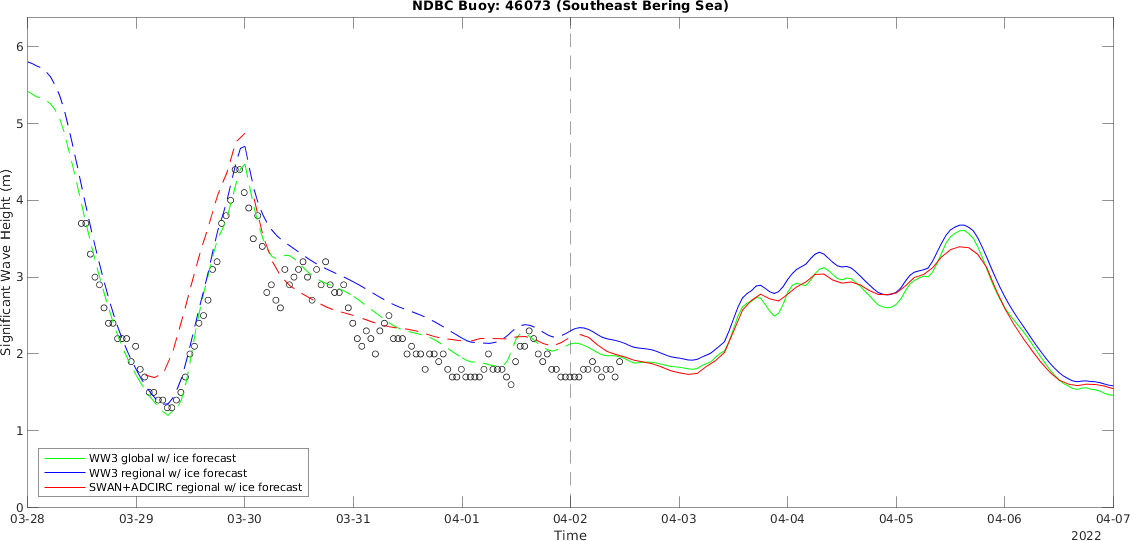 NDBC Buoy: 46073 (Southeast Bering Sea)
Significant Wave Height (m)
6
5
4
3
2
1
0
WW3 global w/ ice forecast
WW3 regional w/ ice forecast
SWAN+ADCIRC regional w/ ice forecast
03-28 03-29 03-30 03-31 04-01 04-02 04-03 04-04 04-05 04-06 04-07
Time
2022